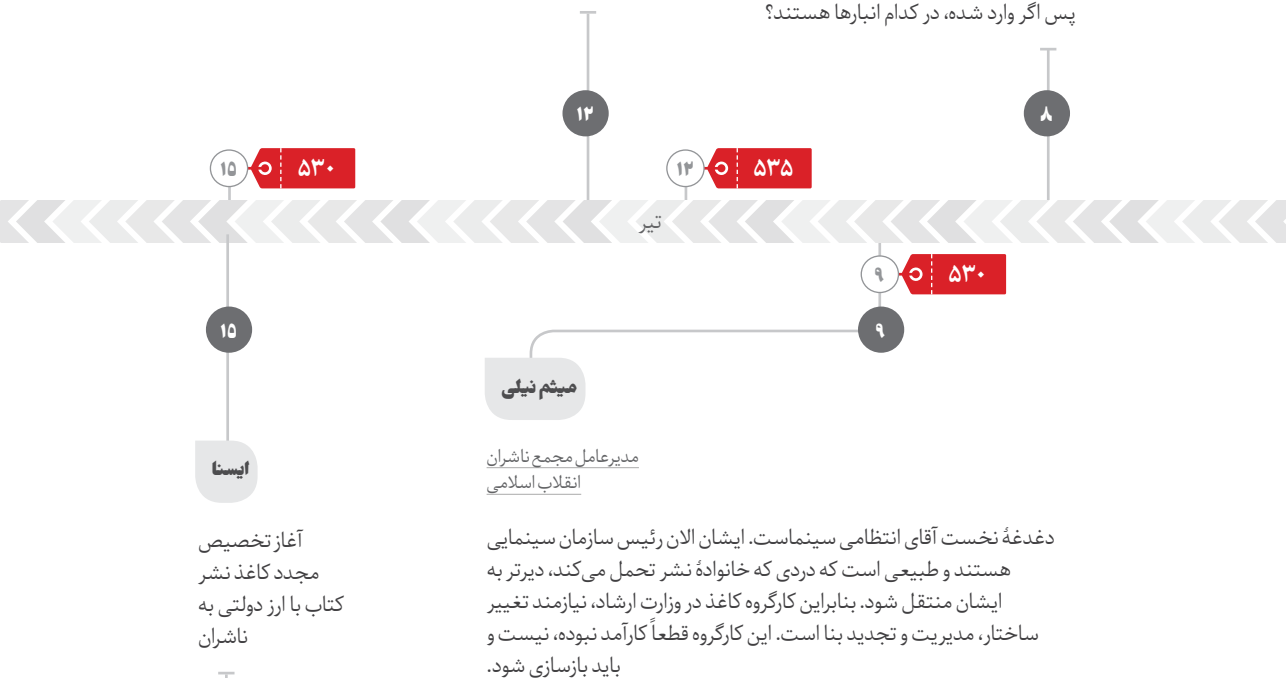 پس اگر وارد شده، در کدام انبارها هستند؟
۸
۱۲
۵۳۵
۱۲
۵۳۰
۱۵
تیر
۵۳۰
۹
۹
میثم نیلی
مدیرعامل مجمع ناشران
انقلاب اسلامی
دغدغهٔ نخست آقای انتظامی سینماست. ایشان الان رئیس سازمان سینمایی
هستند و طبیعی است که دردی که خانوادهٔ نشر تحمل می‌کند، دیرتر به
ایشان منتقل شود. بنابراین کارگروه کاغذ در وزارت ارشاد، نیازمند تغییر
ساختار، مدیریت و تجدید بنا است. این کارگروه قطعاً کارآمد نبوده، نیست و
باید بازسازی شود.
۱۵
ایسنا
آغاز تخصیص
مجدد کاغذ نشر
کتاب با ارز دولتی به
ناشران